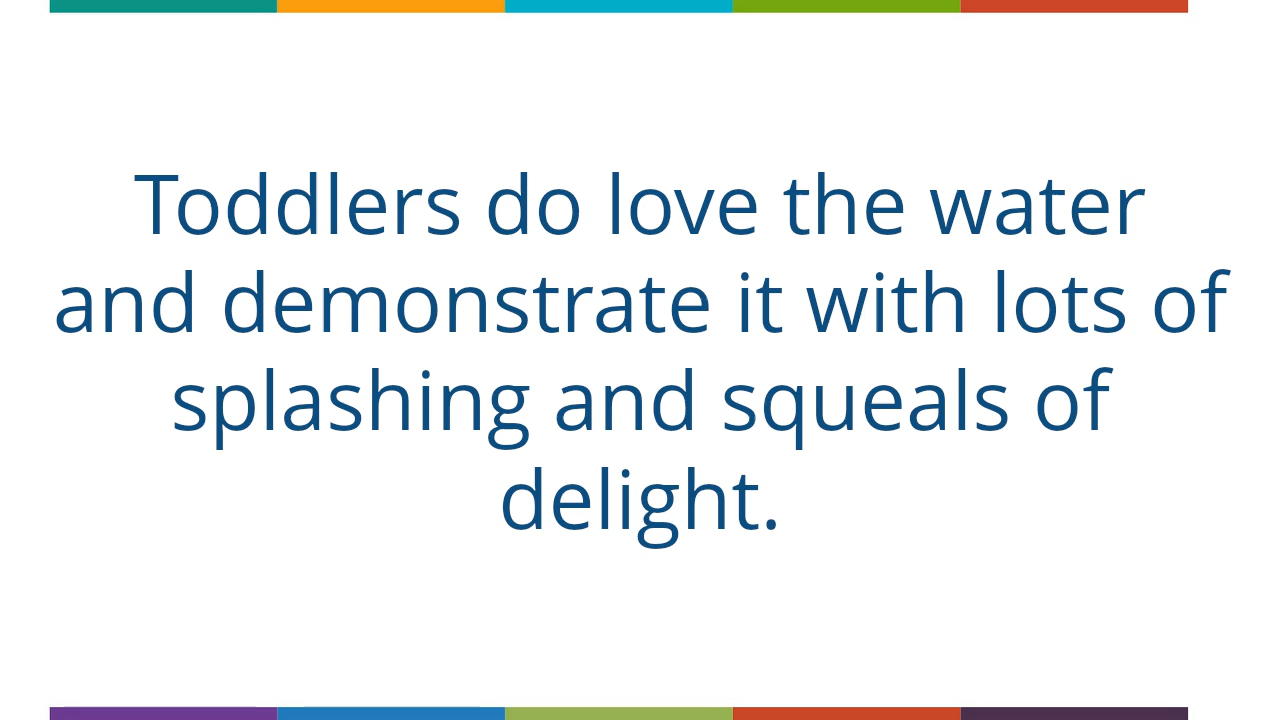 Toddlers do love the water
and demonstrate it with lots of
splashing and squeals of
delight.